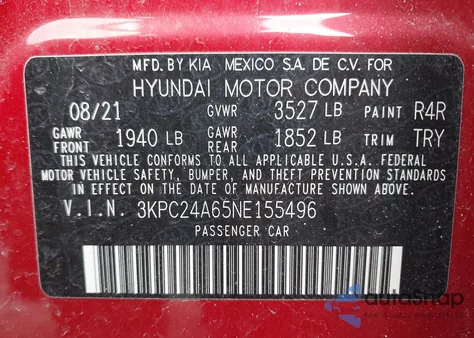 MFD. BY KIA MEXICO S.A. DE C.V. FOR
HYUNDAI MOTOR COMPANY
08/21 GVWR 3527 LB PAINT R4R
GAWR FRONT 1940 LB GAWR REAR 1852 LB TRIM TRY
THIS VEHICLE CONFORMS TO ALL APPLICABLE U.S.A. FEDERAL
MOTOR VEHICLE SAFETY, BUMPER, AND THEFT PREVENTION STANDARDS
IN EFFECT ON THE DATE OF MANUFACTURE SHOWN ABOVE.
V.I.N. 3KPC24A65NE155496
PASSENGER CAR
autoSnap